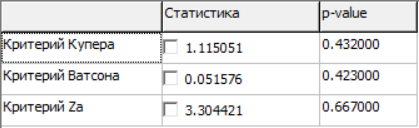 Статистика p-value
Критерий Купера 1.115051 0.432000
Критерий Ватсона 0.051576 0.423000
Критерий Za 3.304421 0.667000